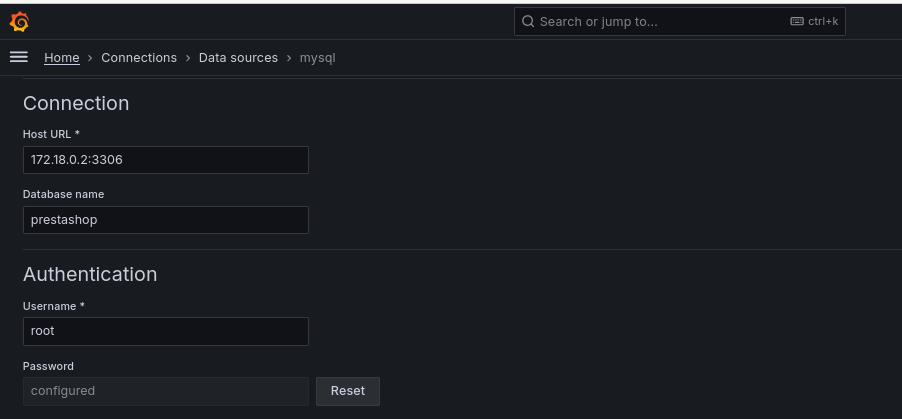 Search or jump to... ctrl+k
Home › Connections › Data sources › mysql
Connection
Host URL *
172.18.0.2:3306
Database name
prestashop
Authentication
Username *
root
Password
configured Reset